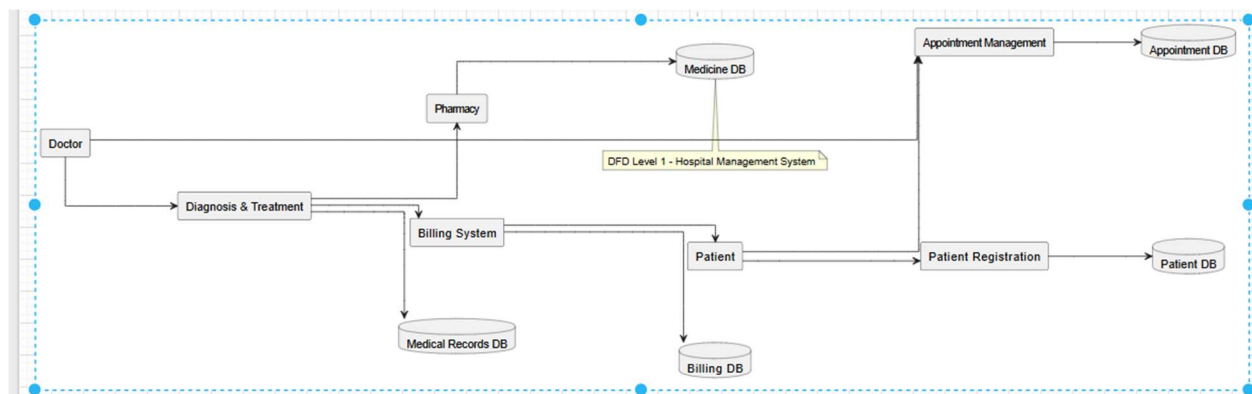 Appointment Management
Appointment DB
Medicine DB
Pharmacy
Doctor
DFD Level 1 - Hospital Management System
Diagnosis & Treatment
Billing System
Patient
Patient Registration
Patient DB
Medical Records DB
Billing DB